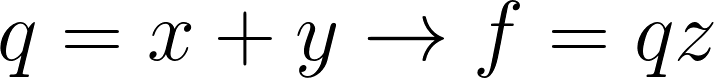 q = x + y → f = qz